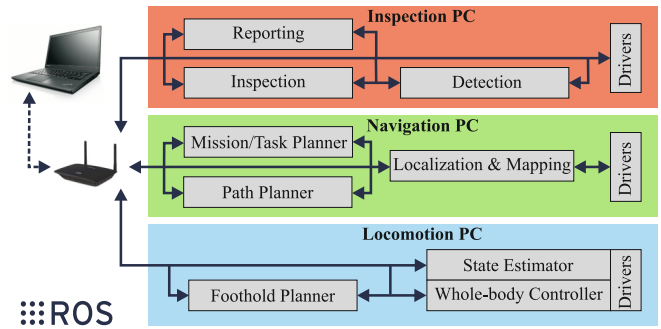 Inspection PC
Reporting
Inspection
Detection
Drivers
Navigation PC
Mission/Task Planner
Path Planner
Localization & Mapping
Drivers
Locomotion PC
Foothold Planner
State Estimator
Whole-body Controller
Drivers
ROS